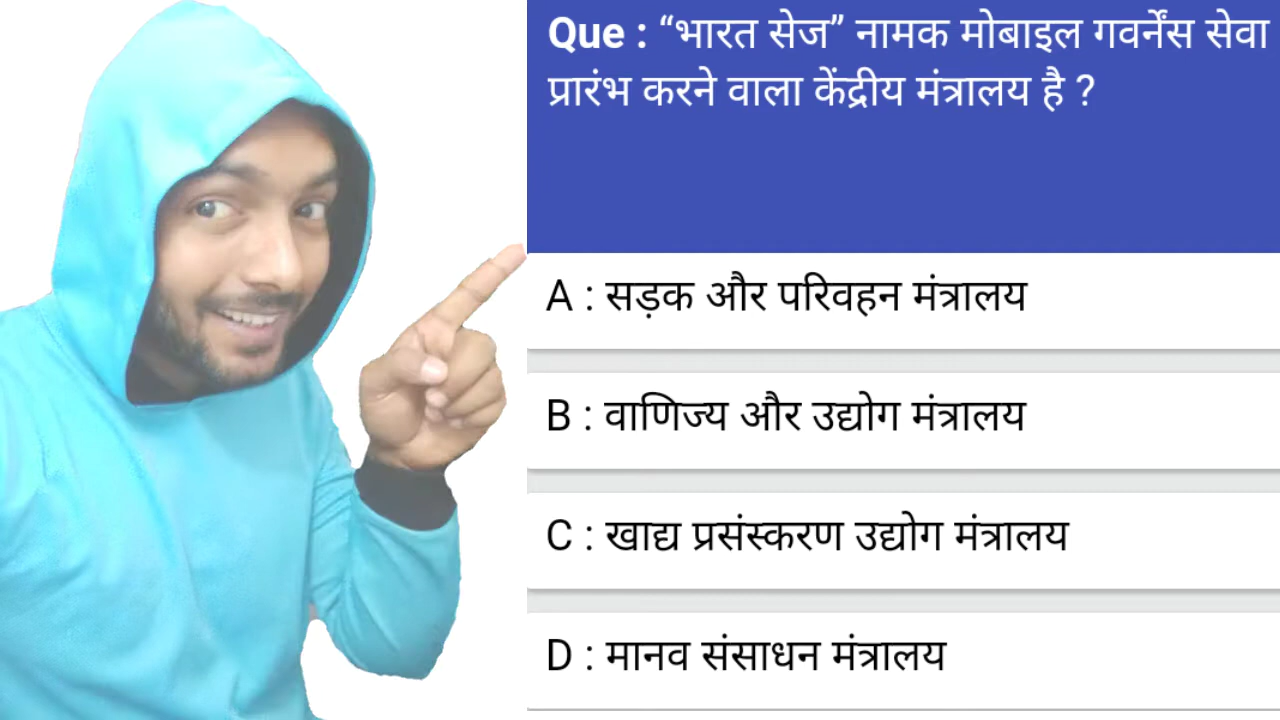 Que : “भारत सेज” नामक मोबाइल गवर्नेंस सेवा
प्रारंभ करने वाला केंद्रीय मंत्रालय है ?
A : सड़क और परिवहन मंत्रालय
B : वाणिज्य और उद्योग मंत्रालय
C : खाद्य प्रसंस्करण उद्योग मंत्रालय
D : मानव संसाधन मंत्रालय